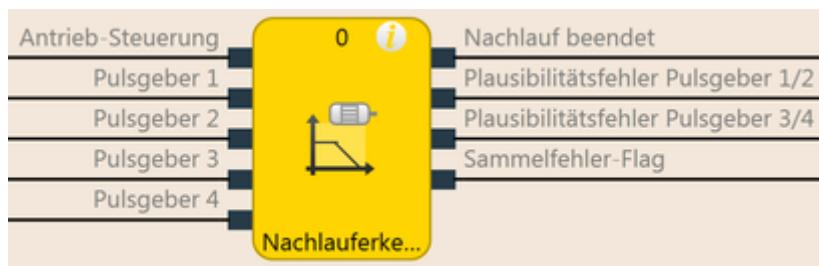 Antrieb-Steuerung
Pulsgeber 1
Pulsgeber 2
Pulsgeber 3
Pulsgeber 4
0 i
Nachlauferke...
Nachlauf beendet
Plausibilitätsfehler Pulsgeber 1/2
Plausibilitätsfehler Pulsgeber 3/4
Sammelfehler-Flag